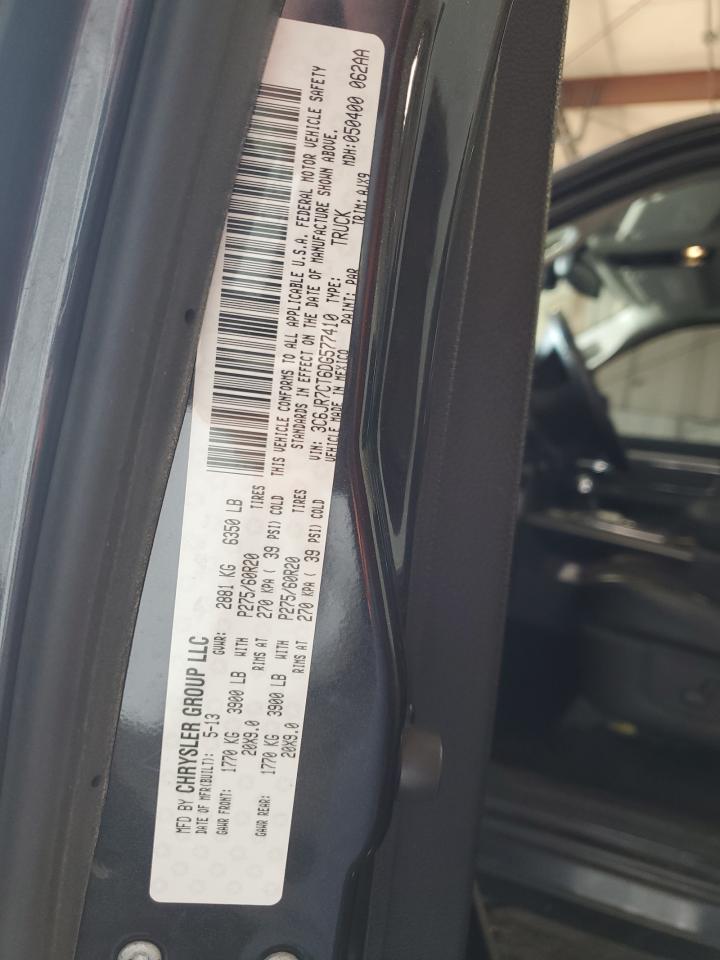 MFD BY CHRYSLER GROUP LLC
DATE OF MFR(BUILT): 5-13 GVWR: 2881 KG 6350 LB
GAWR FRONT: 1770 KG 3900 LB WITH P275/60R20 TIRES
20X9.0 RIMS AT 270 KPA ( 39 PSI) COLD
GAWR REAR: 1770 KG 3900 LB WITH P275/60R20 TIRES
20X9.0 RIMS AT 270 KPA ( 39 PSI) COLD
THIS VEHICLE CONFORMS TO ALL APPLICABLE U.S.A. FEDERAL MOTOR VEHICLE SAFETY
STANDARDS IN EFFECT ON THE DATE OF MANUFACTURE SHOWN ABOVE.
VIN: 3C6JR7CT6DG577410 TYPE: TRUCK MDH:050400 062AA
VEHICLE MADE IN MEXICO PAINT: PAR TRIM: AJX9